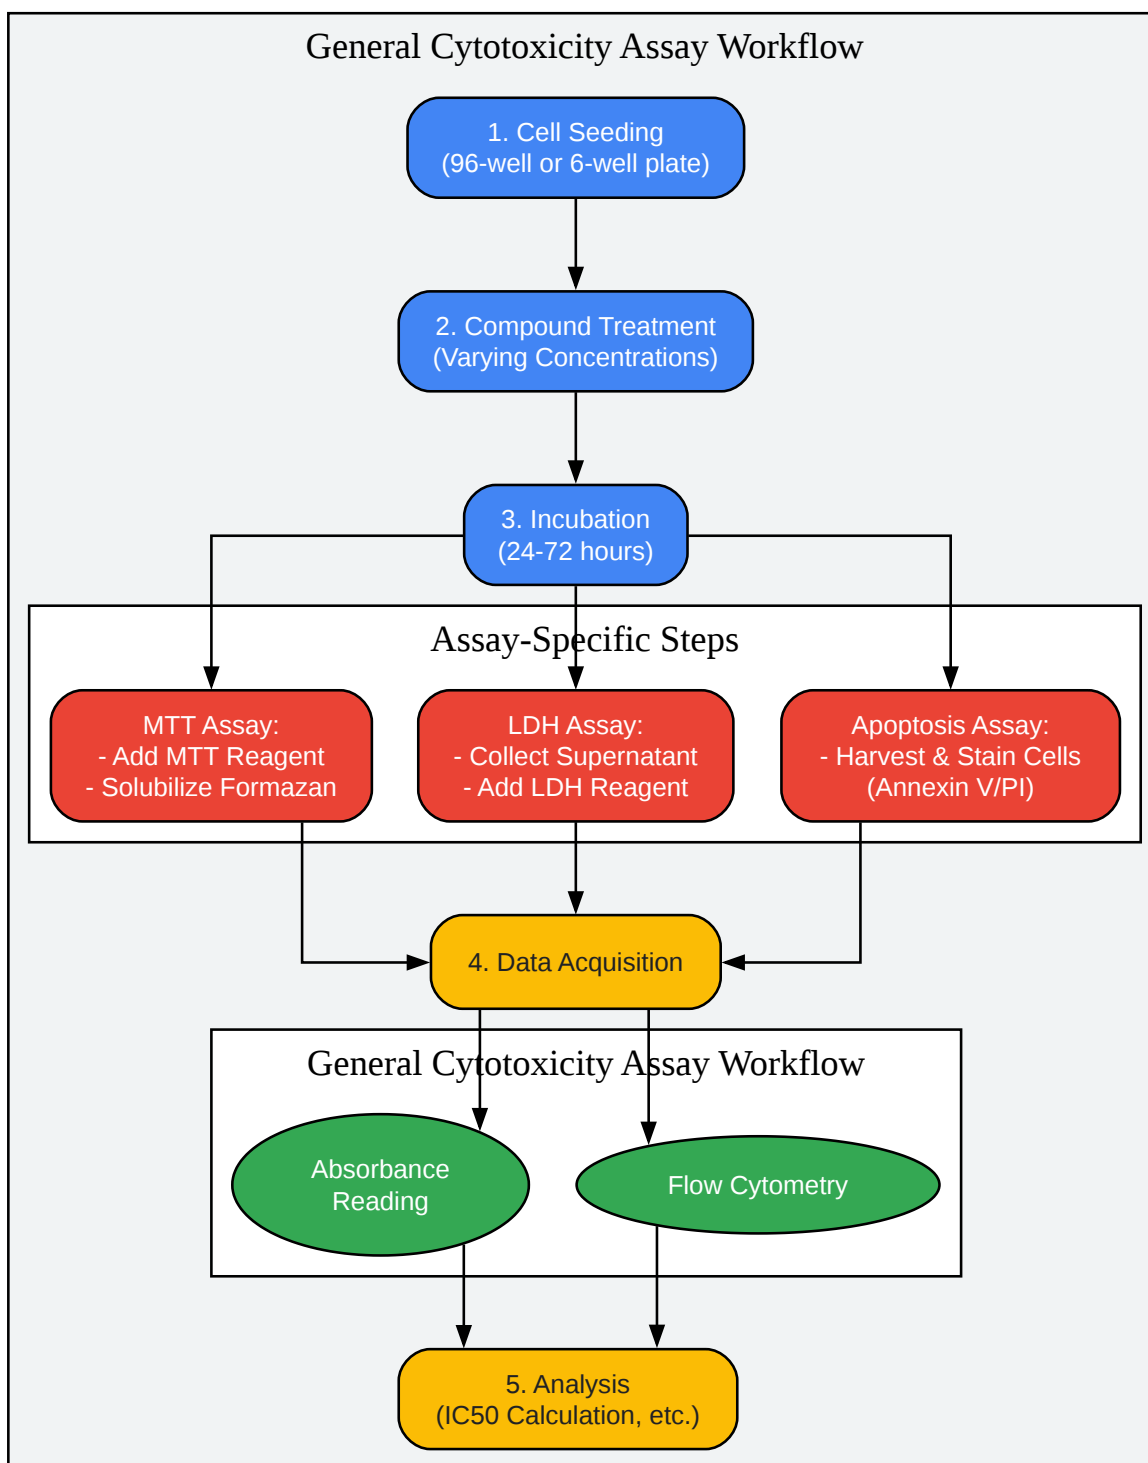 General Cytotoxicity Assay Workflow
1. Cell Seeding
(96-well or 6-well plate)
2. Compound Treatment
(Varying Concentrations)
3. Incubation
(24-72 hours)
Assay-Specific Steps
MTT Assay:
- Add MTT Reagent
- Solubilize Formazan
LDH Assay:
- Collect Supernatant
- Add LDH Reagent
Apoptosis Assay:
- Harvest & Stain Cells
(Annexin V/PI)
4. Data Acquisition
General Cytotoxicity Assay Workflow
Absorbance
Reading
Flow Cytometry
5. Analysis
(IC50 Calculation, etc.)